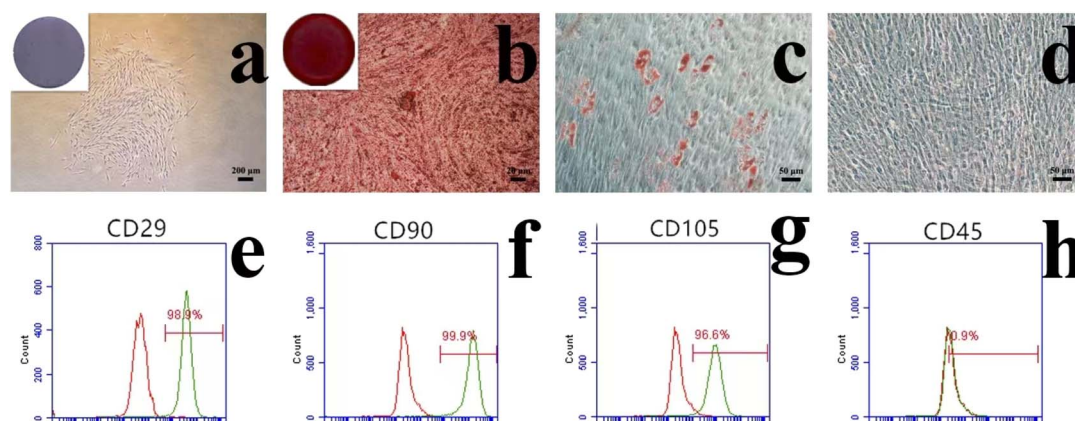 a
200 μm
b
20 μm
c
50 μm
d
50 μm
CD29
e
800
600
400
200
0
Count
98.9%
CD90
f
1,600
1,000
500
0
Count
99.9%
CD105
g
1,600
1,000
500
0
Count
96.6%
CD45
h
1,600
1,000
500
0
Count
0.9%